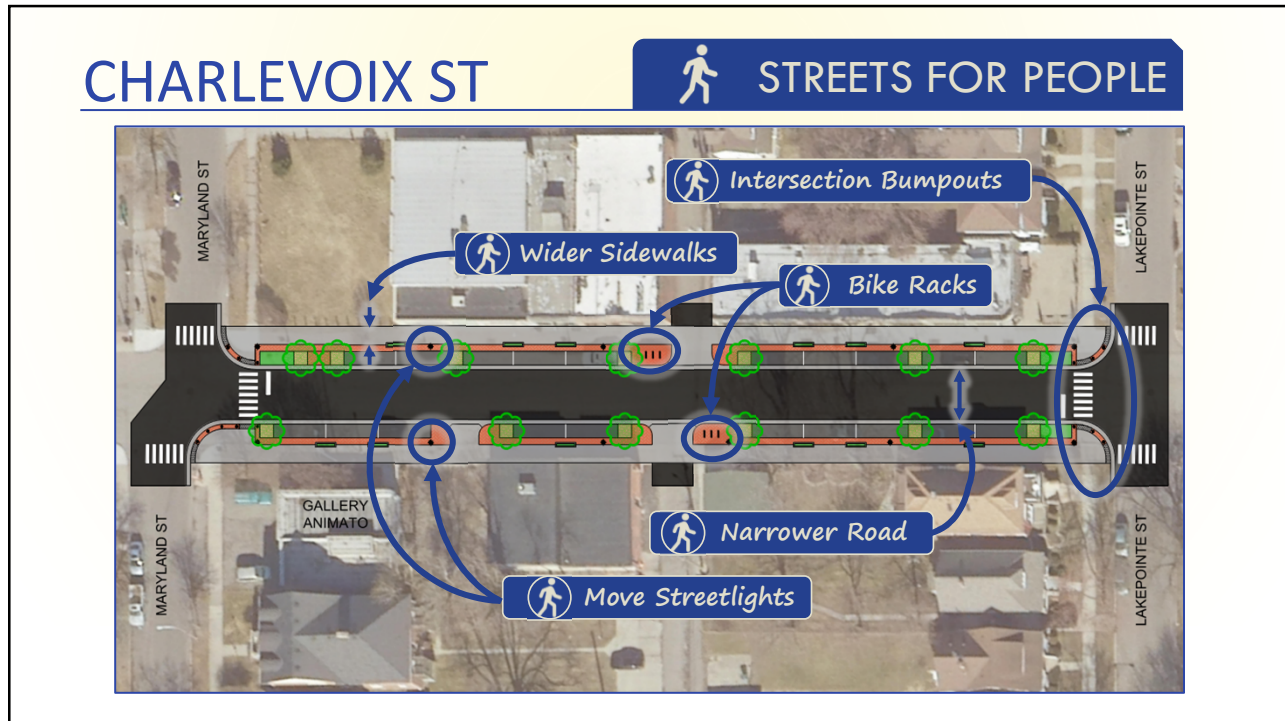 CHARLEVOIX ST
STREETS FOR PEOPLE
MARYLAND ST
LAKEPOINTE ST
Intersection Bumpouts
Wider Sidewalks
Bike Racks
GALLERY
ANIMATO
Narrower Road
MARYLAND ST
LAKEPOINTE ST
Move Streetlights